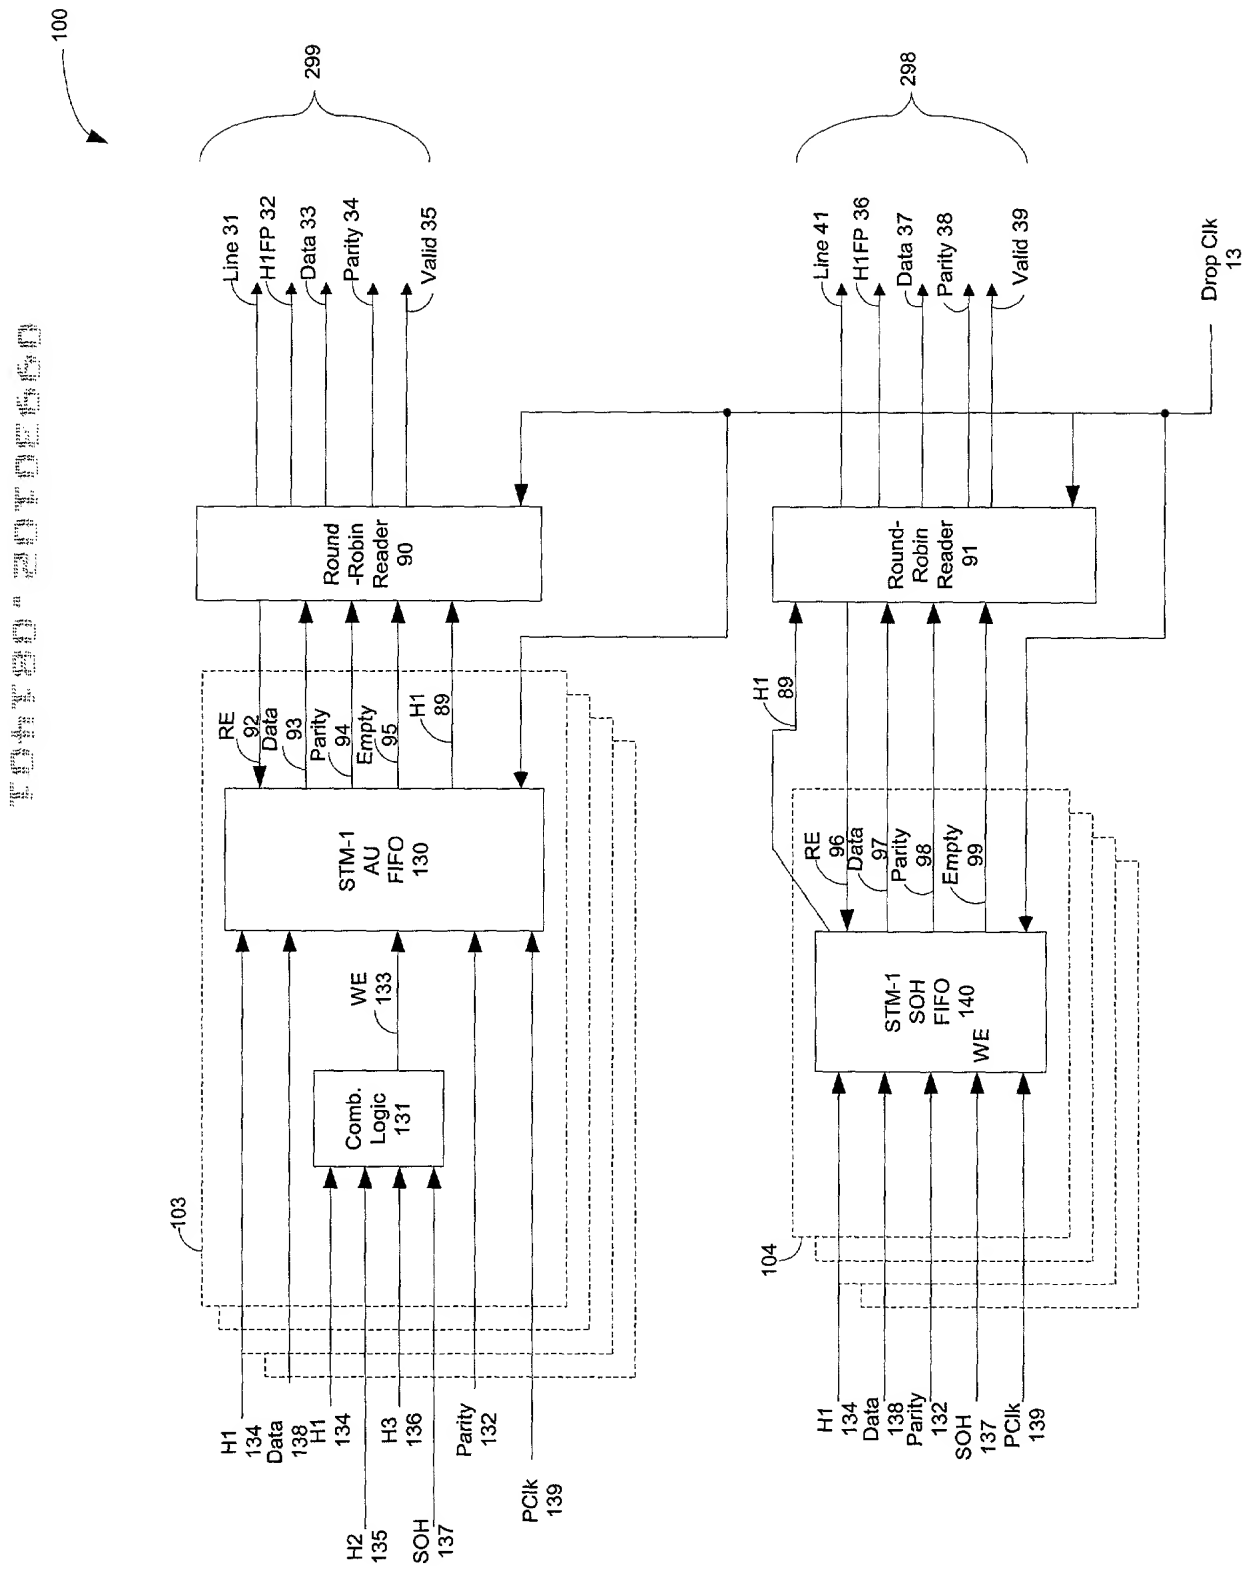 100
299
298
Line 31
H1FP 32
Data 33
Parity 34
Valid 35
Line 41
H1FP 36
Data 37
Parity 38
Valid 39
Drop Clk
13
Round
-Robin
Reader
90
Round-
Robin
Reader
91
RE
92
Data
93
Parity
94
Empty
95
H1
89
H1
89
RE
96
Data
97
Parity
98
Empty
99
STM-1
AU
FIFO
130
STM-1
SOH
FIFO
140
WE
WE
133
Comb.
Logic
131
103
104
H1
134
Data
138
H1
134
H2
135
H3
136
SOH
137
Parity
132
PClk
139
H1
134
Data
138
Parity
132
SOH
137
PClk
139